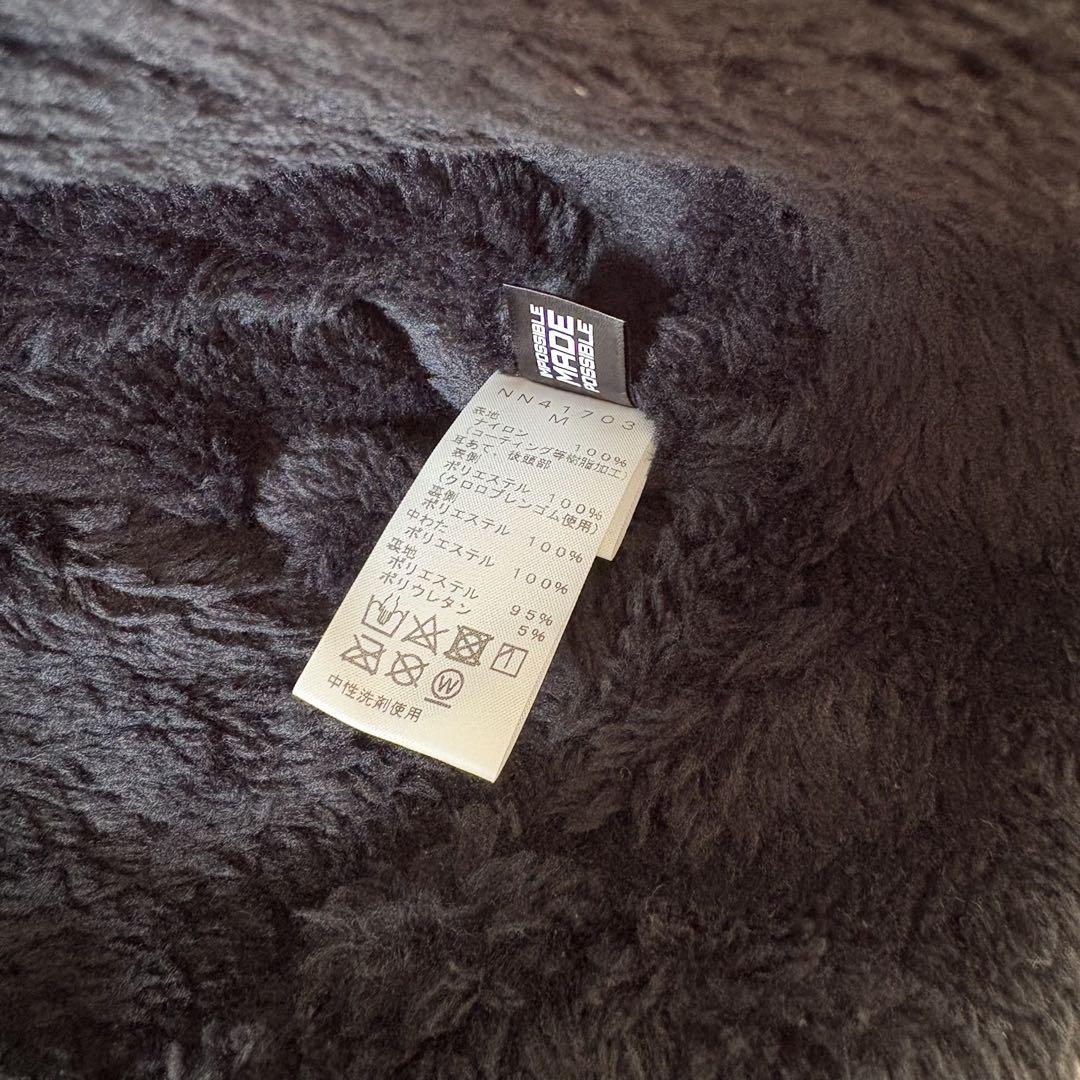 IMPOSSIBLE
MADE
POSSIBLE
NN41703
M
表地
ナイロン 100%
(コーティング等樹脂加工)
耳あて、後頭部
表側
ポリエステル 100%
(クロロプレンゴム使用)
裏側
ポリエステル 100%
中わた
ポリエステル 100%
裏地
ポリエステル 95%
ポリウレタン 5%
W
中性洗剤使用